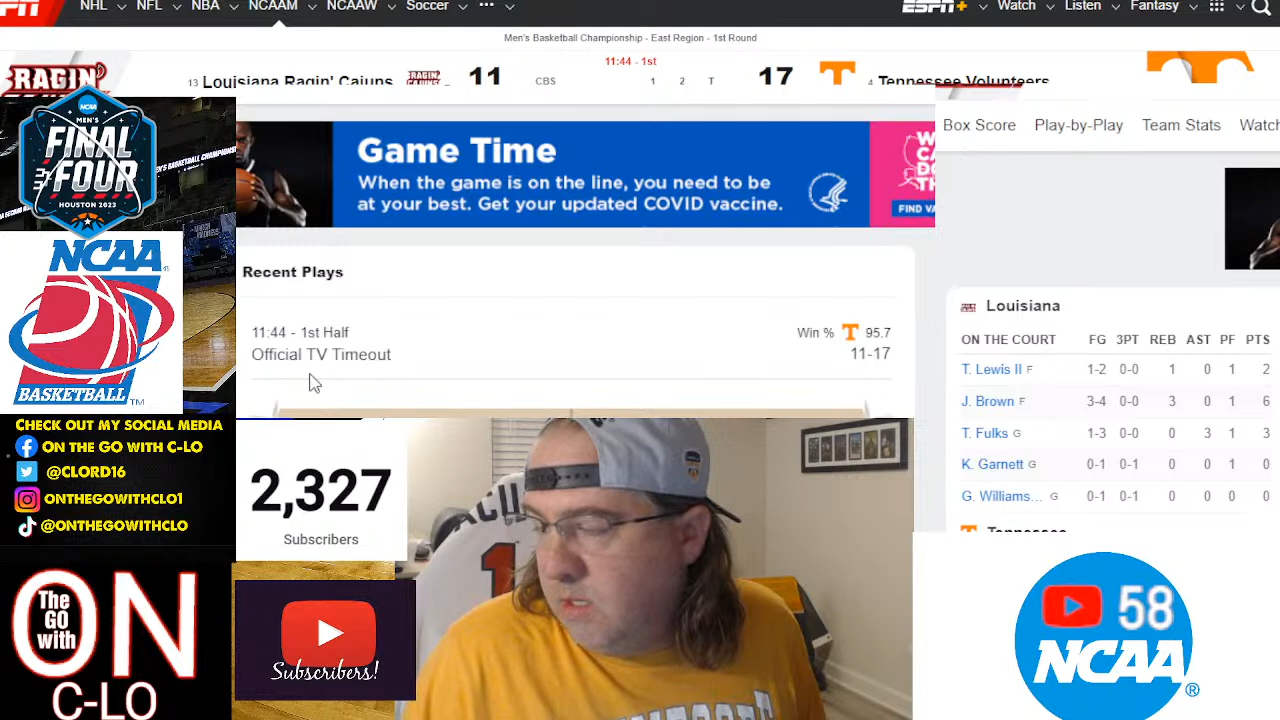 NHL NFL NBA NCAAM NCAAW Soccer ... ESPN+ Watch Listen Fantasy
Men's Basketball Championship - East Region - 1st Round
11:44 - 1st
RAGIN'
13 Louisiana Ragin' Cajuns 11 CBS 1 2 T 17 4 Tennessee Volunteers
NCAA
MEN'S
FINAL
FOUR
HOUSTON 2023
Game Time
When the game is on the line, you need to be
at your best. Get your updated COVID vaccine.
Box Score Play-by-Play Team Stats
Recent Plays
11:44 - 1st Half
Official TV Timeout
Win % 95.7
11-17
Louisiana
ON THE COURT FG 3PT REB AST PF PTS
T. Lewis II F 1-2 0-0 1 0 1 2
J. Brown F 3-4 0-0 3 0 1 6
T. Fulks G 1-3 0-0 0 3 1 3
K. Garnett G 0-1 0-1 0 0 1 0
G. Williams... G 0-1 0-1 0 0 0 0
Tennessee
NCAA®
BASKETBALL™
CHECK OUT MY SOCIAL MEDIA
ON THE GO WITH C-LO
@CLORD16
ONTHEGOWITHCLO1
@ONTHEGOWITHCLO
2,327
Subscribers
Subscribers!
The
GO
with
ON
C-LO
58
NCAA®